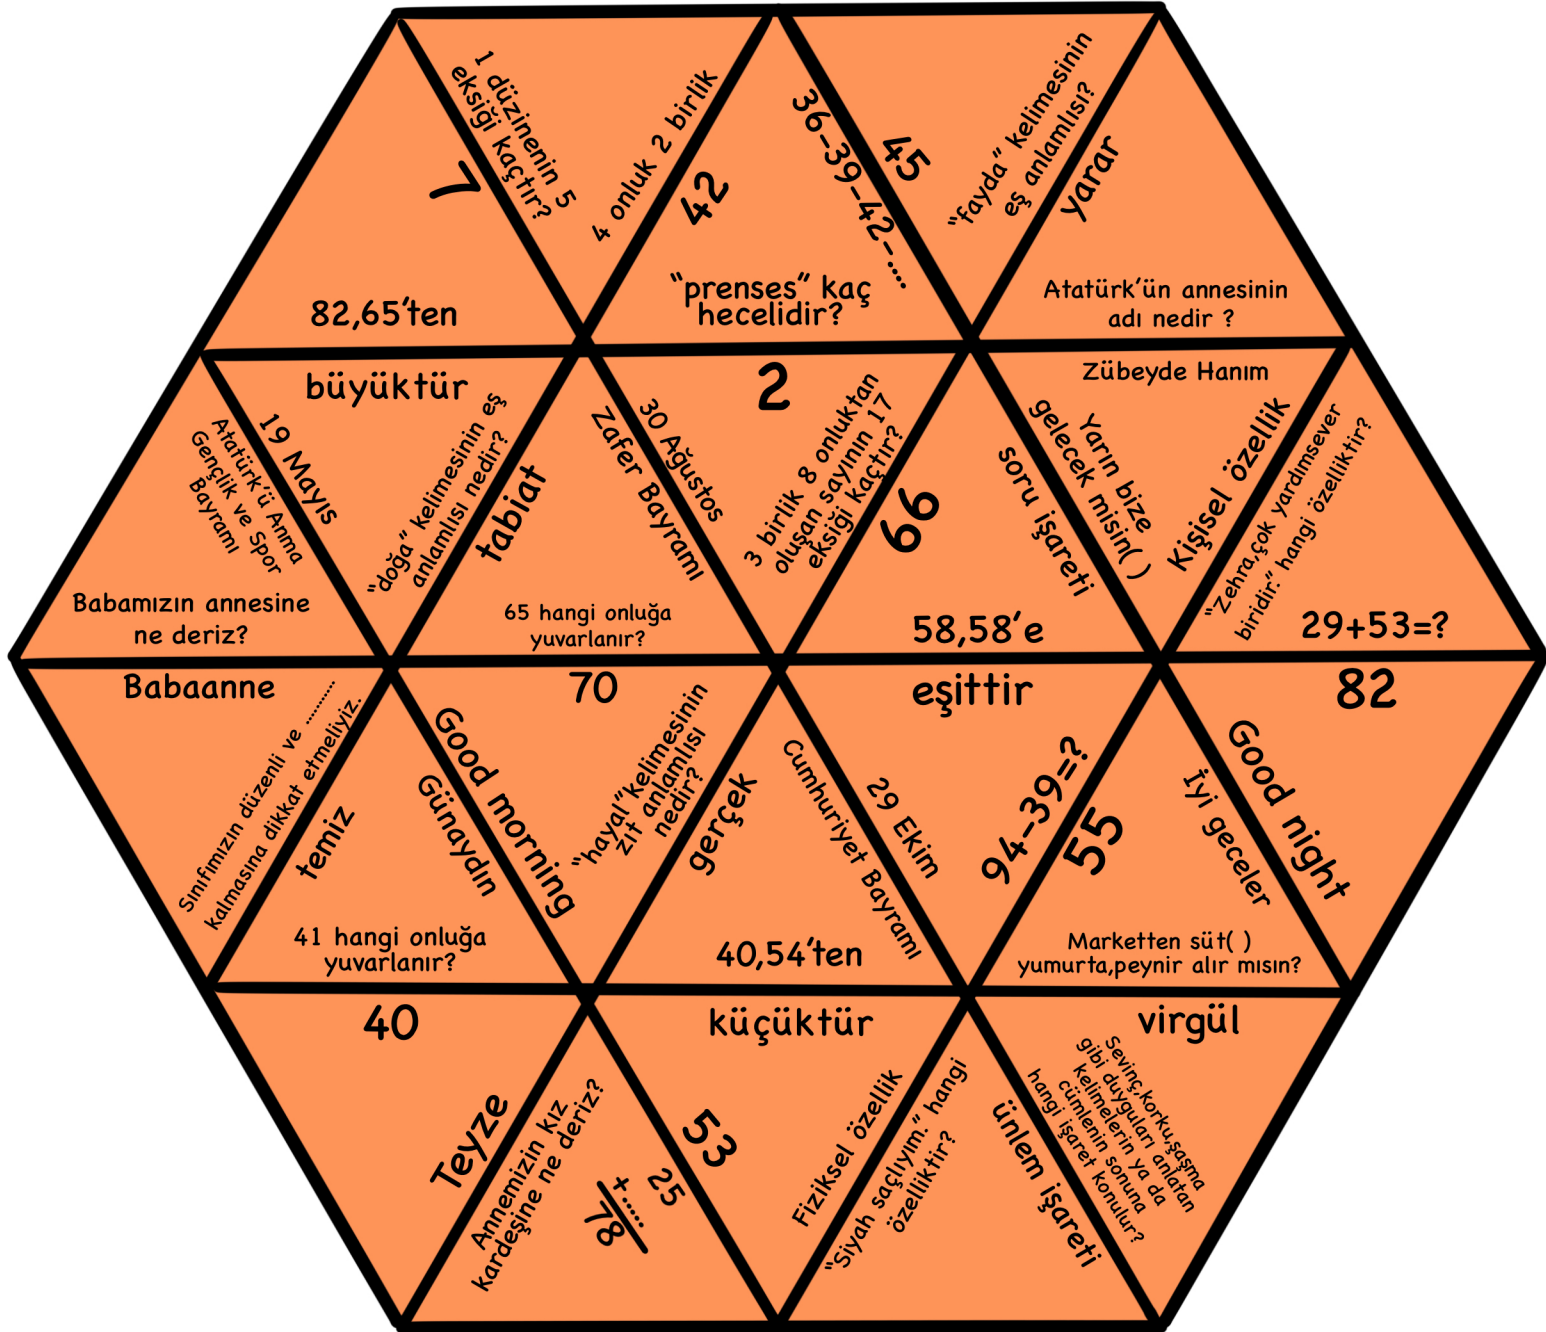 1 düzinenin 5
eksiği kaçtır?
7
4 onluk 2 birlik
42
36-39-42-....
45
"fayda" kelimesinin
eş anlamlısı?
yarar
82,65'ten
"prenses" kaç
hecelidir?
Atatürk'ün annesinin
adı nedir ?
büyüktür
2
Zübeyde Hanım
19 Mayıs
Atatürk'ü Anma
Gençlik ve Spor
Bayramı
"doğa" kelimesinin eş
anlamlısı nedir?
tabiat
30 Ağustos
Zafer Bayramı
3 birlik 8 onluktan
oluşan sayının 17
eksiği kaçtır?
66
soru işareti
Yarın bize
gelecek misin( )
Kişisel özellik
"Zehra,çok yardımsever
biridir." hangi özelliktir?
Babamızın annesine
ne deriz?
65 hangi onluğa
yuvarlanır?
58,58'e
29+53=?
Babaanne
70
eşittir
82
Sınıfımızın düzenli ve .........
kalmasına dikkat etmeliyiz.
temiz
Good morning
Günaydın
"hayal"kelimesinin
zıt anlamlısı
nedir?
gerçek
29 Ekim
Cumhuriyet Bayramı
94-39=?
55
Good night
İyi geceler
41 hangi onluğa
yuvarlanır?
40,54'ten
Marketten süt( )
yumurta,peynir alır mısın?
40
küçüktür
virgül
Teyze
Annemizin kız
kardeşine ne deriz?
25
+.....
78
53
Fiziksel özellik
"Siyah saçlıyım." hangi
özelliktir?
ünlem işareti
Sevinç,korku,şaşma
gibi duyguları anlatan
kelimelerin ya da
cümlenin sonuna
hangi işaret konulur?